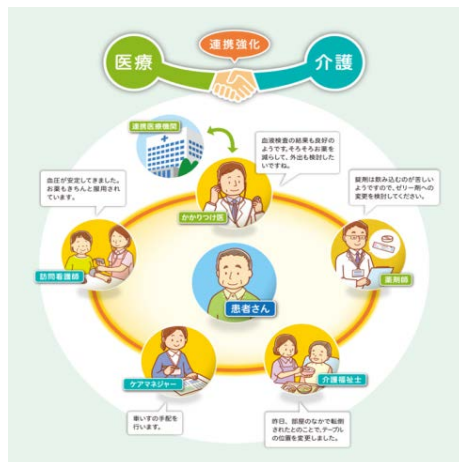 連携強化
医療
介護
連携医療機関
血液検査の結果も良好の
ようです。そろそろお薬を
減らして、外出も検討した
いですね。
血圧が安定してきました。
お薬もきちんと服用され
ています。
錠剤は飲み込むのが苦しい
ようですので、ゼリー剤への
変更を検討してください。
かかりつけ医
訪問看護師
薬剤師
患者さん
ケアマネジャー
介護福祉士
車いすの手配を
行います。
昨日、部屋のなかで転倒
されたとのことで、テーブル
の位置を変更しました。